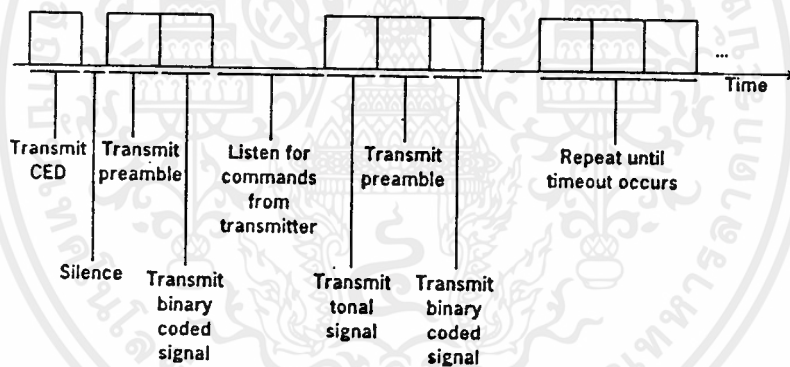 ...
Time
Transmit
CED
Transmit
preamble
Listen for
commands
from
transmitter
Transmit
preamble
Repeat until
timeout occurs
Silence
Transmit
binary
coded
signal
Transmit
tonal
signal
Transmit
binary
coded
signal